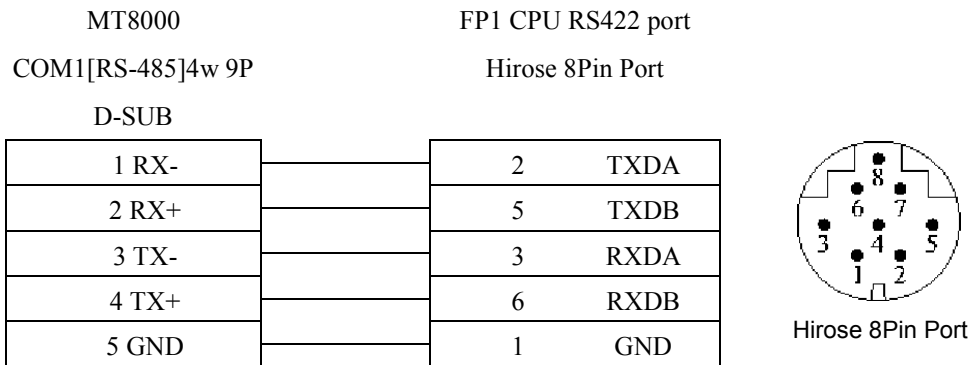 MT8000 FP1 CPU RS422 port
COM1[RS-485]4w 9P Hirose 8Pin Port
D-SUB
1 RX- 2 TXDA
2 RX+ 5 TXDB
3 TX- 3 RXDA
4 TX+ 6 RXDB
5 GND 1 GND
8
6 7
3 4 5
1 2
Hirose 8Pin Port